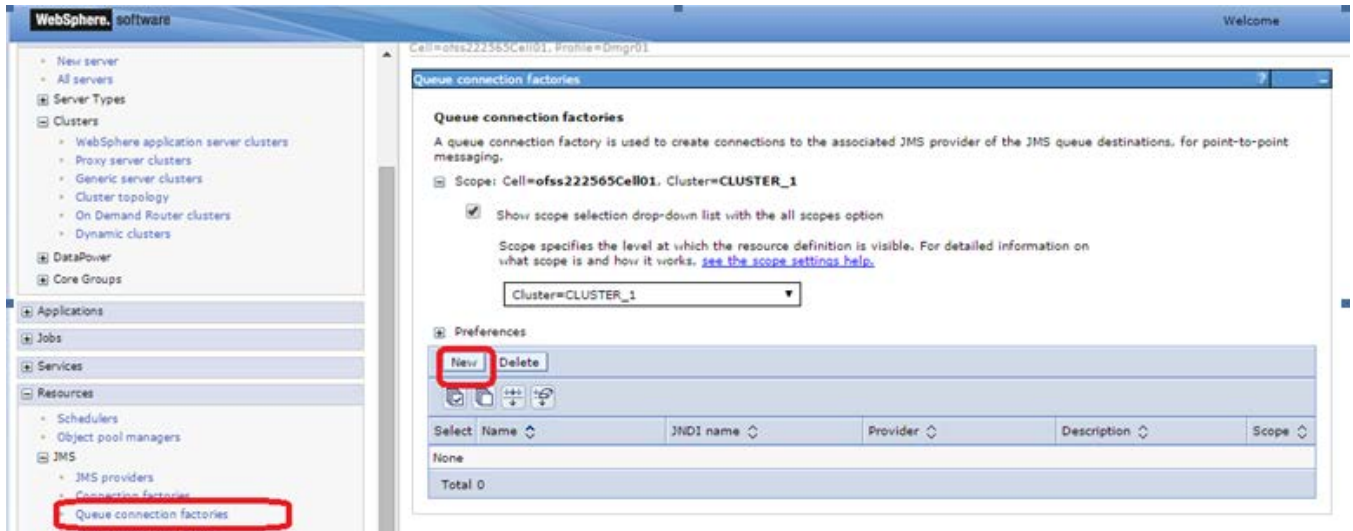 WebSphere. software
Welcome
New server
All servers
Server Types
Clusters
WebSphere application server clusters
Proxy server clusters
Generic server clusters
Cluster topology
On Demand Router clusters
Dynamic clusters
DataPower
Core Groups
Applications
Jobs
Services
Resources
Schedulers
Object pool managers
JMS
JMS providers
Connection factories
Queue connection factories
Cell=ofss222565Cell01, Profile=Dmgr01
Queue connection factories
?
Queue connection factories
A queue connection factory is used to create connections to the associated JMS provider of the JMS queue destinations, for point-to-point
messaging.
Scope: Cell=ofss222565Cell01, Cluster=CLUSTER_1
Show scope selection drop-down list with the all scopes option
Scope specifies the level at which the resource definition is visible. For detailed information on
what scope is and how it works, see the scope settings help.
Cluster=CLUSTER_1
Preferences
New Delete
Select Name JNDI name Provider Description Scope
None
Total 0